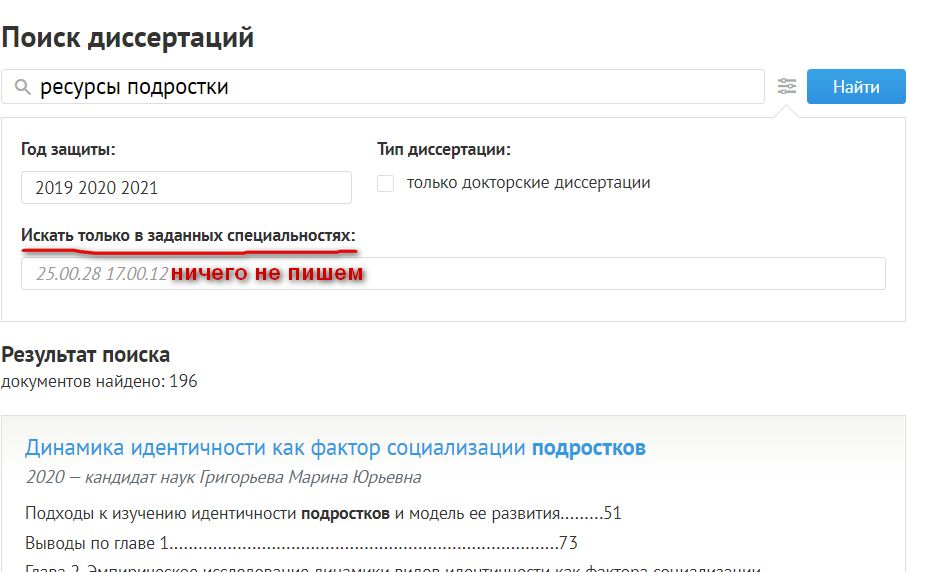 Поиск диссертаций
ресурсы подростки
Найти
Год защиты:
Тип диссертации:
2019 2020 2021
только докторские диссертации
Искать только в заданных специальностях:
25.00.28 17.00.12 ничего не пишем
Результат поиска
документов найдено: 196
Динамика идентичности как фактор социализации подростков
2020 — кандидат наук Григорьева Марина Юрьевна
Подходы к изучению идентичности подростков и модель ее развития.........51
Выводы по главе 1..................................................................................73
Глава 2. Эмпирическое исследование динамики видов идентичности как фактора социализации